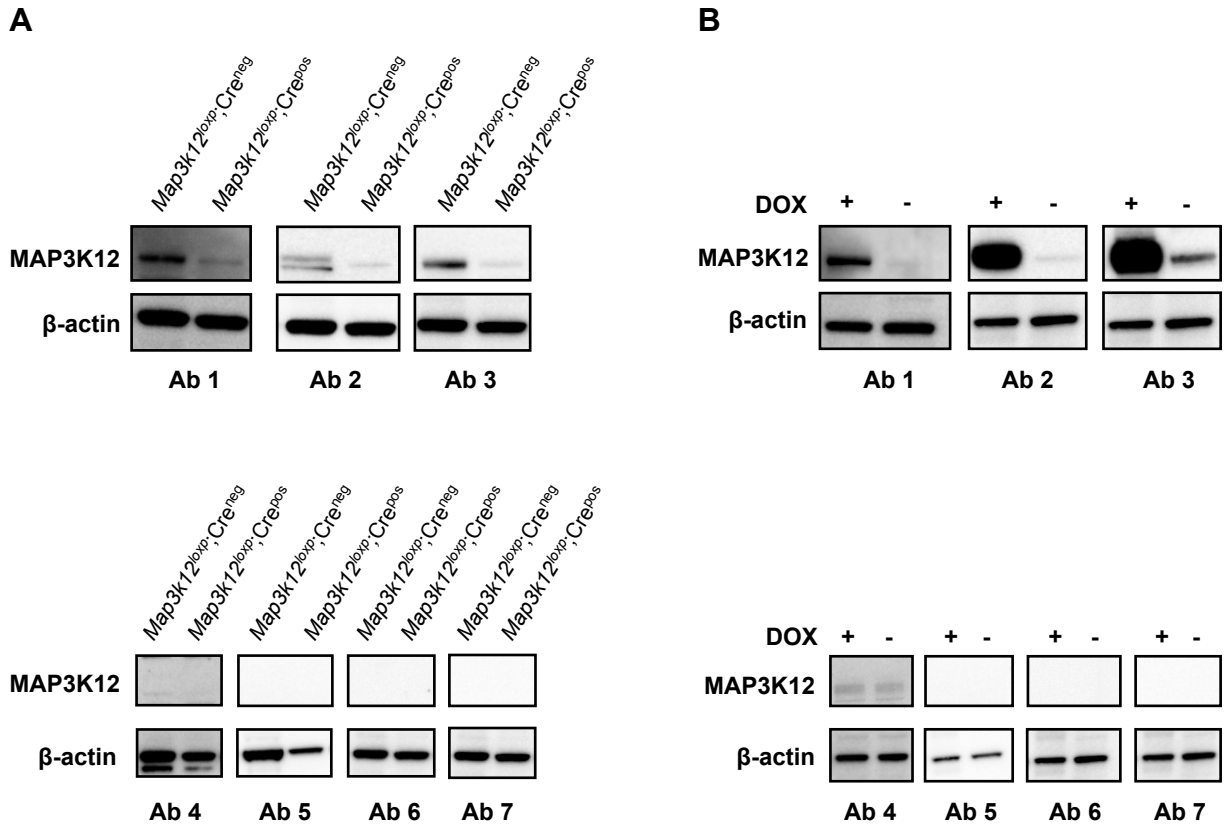 A
Map3k12loxp;Creneg
Map3k12loxp;Crepos
Map3k12loxp;Creneg
Map3k12loxp;Crepos
Map3k12loxp;Creneg
Map3k12loxp;Crepos
MAP3K12
β-actin
Ab 1 Ab 2 Ab 3
Map3k12loxp;Creneg
Map3k12loxp;Crepos
Map3k12loxp;Creneg
Map3k12loxp;Crepos
Map3k12loxp;Creneg
Map3k12loxp;Crepos
Map3k12loxp;Creneg
Map3k12loxp;Crepos
MAP3K12
β-actin
Ab 4 Ab 5 Ab 6 Ab 7
B
DOX + - + - + -
MAP3K12
β-actin
Ab 1 Ab 2 Ab 3
DOX + - + - + - + -
MAP3K12
β-actin
Ab 4 Ab 5 Ab 6 Ab 7